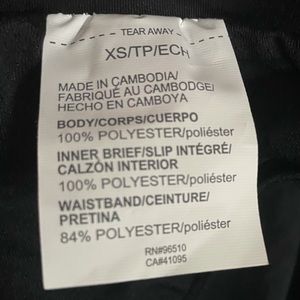 TEAR AWAY
XS/TP/ECH
MADE IN CAMBODIA/
FABRIQUÉ AU CAMBODGE/
HECHO EN CAMBOYA
BODY/CORPS/CUERPO
100% POLYESTER/poliéster
INNER BRIEF/SLIP INTÉGRÉ/
CALZÓN INTERIOR
100% POLYESTER/poliéster
WAISTBAND/CEINTURE/
PRETINA
84% POLYESTER/poliéster
RN#96510
CA#41095